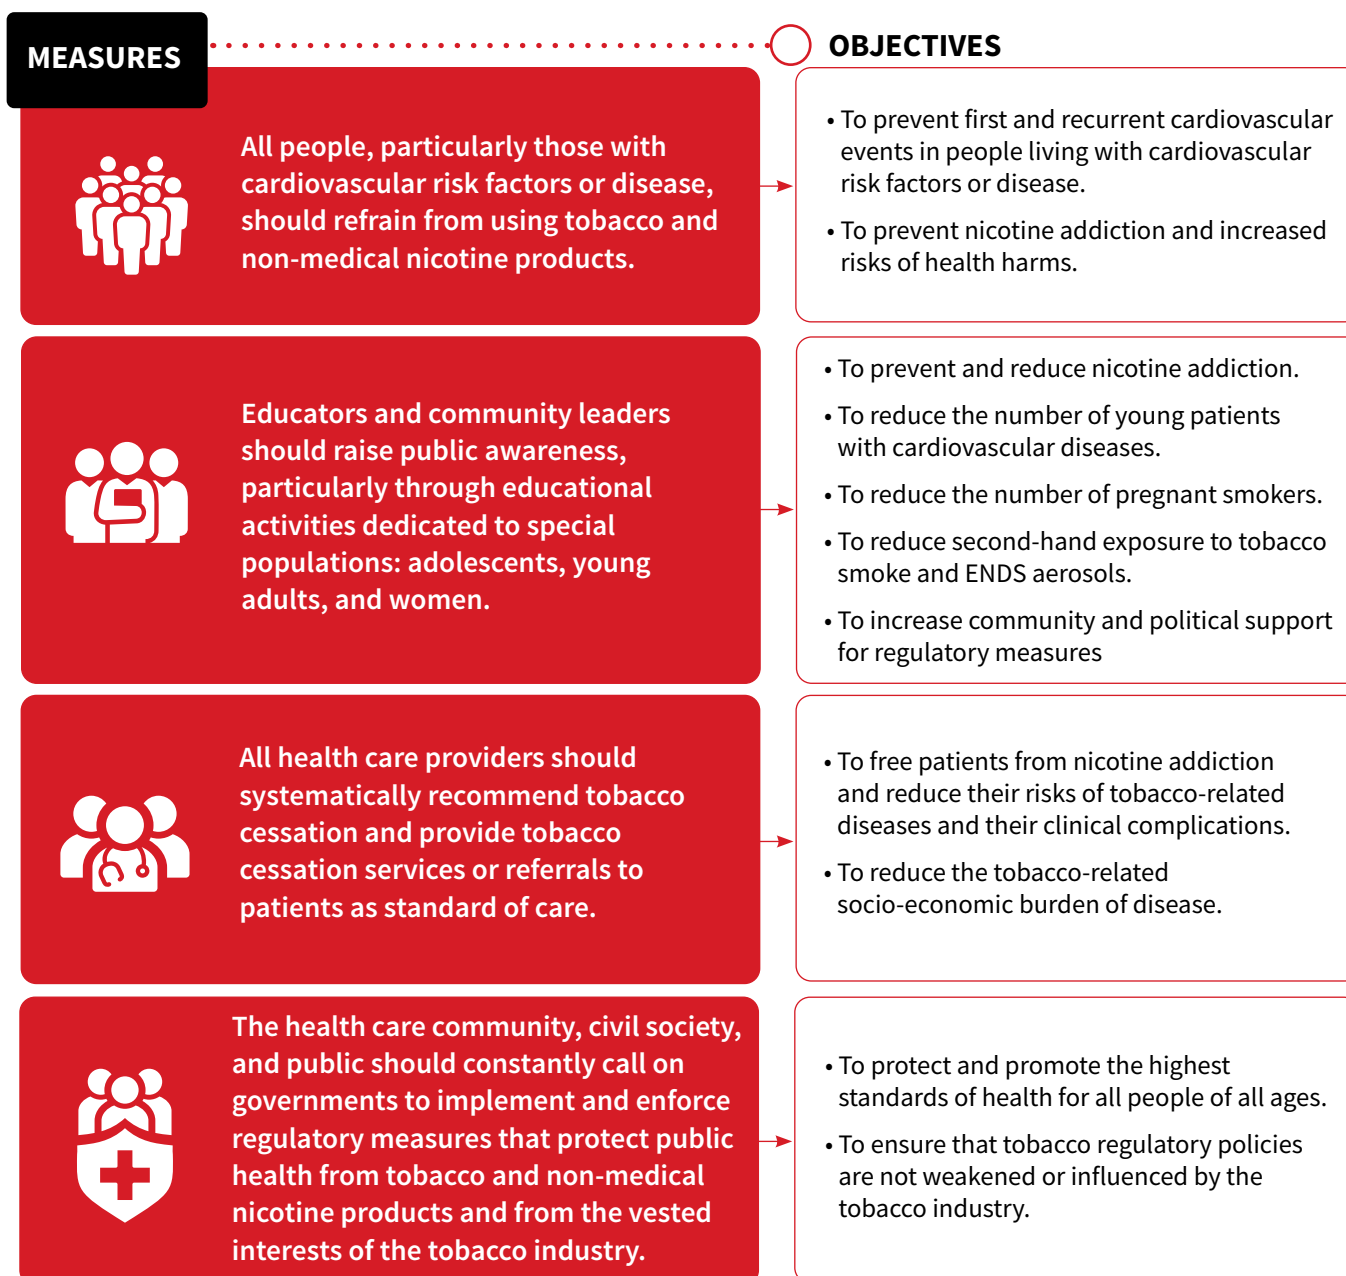 MEASURES
OBJECTIVES
All people, particularly those with
cardiovascular risk factors or disease,
should refrain from using tobacco and
non-medical nicotine products.
• To prevent first and recurrent cardiovascular
events in people living with cardiovascular
risk factors or disease.
• To prevent nicotine addiction and increased
risks of health harms.
Educators and community leaders
should raise public awareness,
particularly through educational
activities dedicated to special
populations: adolescents, young
adults, and women.
• To prevent and reduce nicotine addiction.
• To reduce the number of young patients
with cardiovascular diseases.
• To reduce the number of pregnant smokers.
• To reduce second-hand exposure to tobacco
smoke and ENDS aerosols.
• To increase community and political support
for regulatory measures
All health care providers should
systematically recommend tobacco
cessation and provide tobacco
cessation services or referrals to
patients as standard of care.
• To free patients from nicotine addiction
and reduce their risks of tobacco-related
diseases and their clinical complications.
• To reduce the tobacco-related
socio-economic burden of disease.
The health care community, civil society,
and public should constantly call on
governments to implement and enforce
regulatory measures that protect public
health from tobacco and non-medical
nicotine products and from the vested
interests of the tobacco industry.
• To protect and promote the highest
standards of health for all people of all ages.
• To ensure that tobacco regulatory policies
are not weakened or influenced by the
tobacco industry.